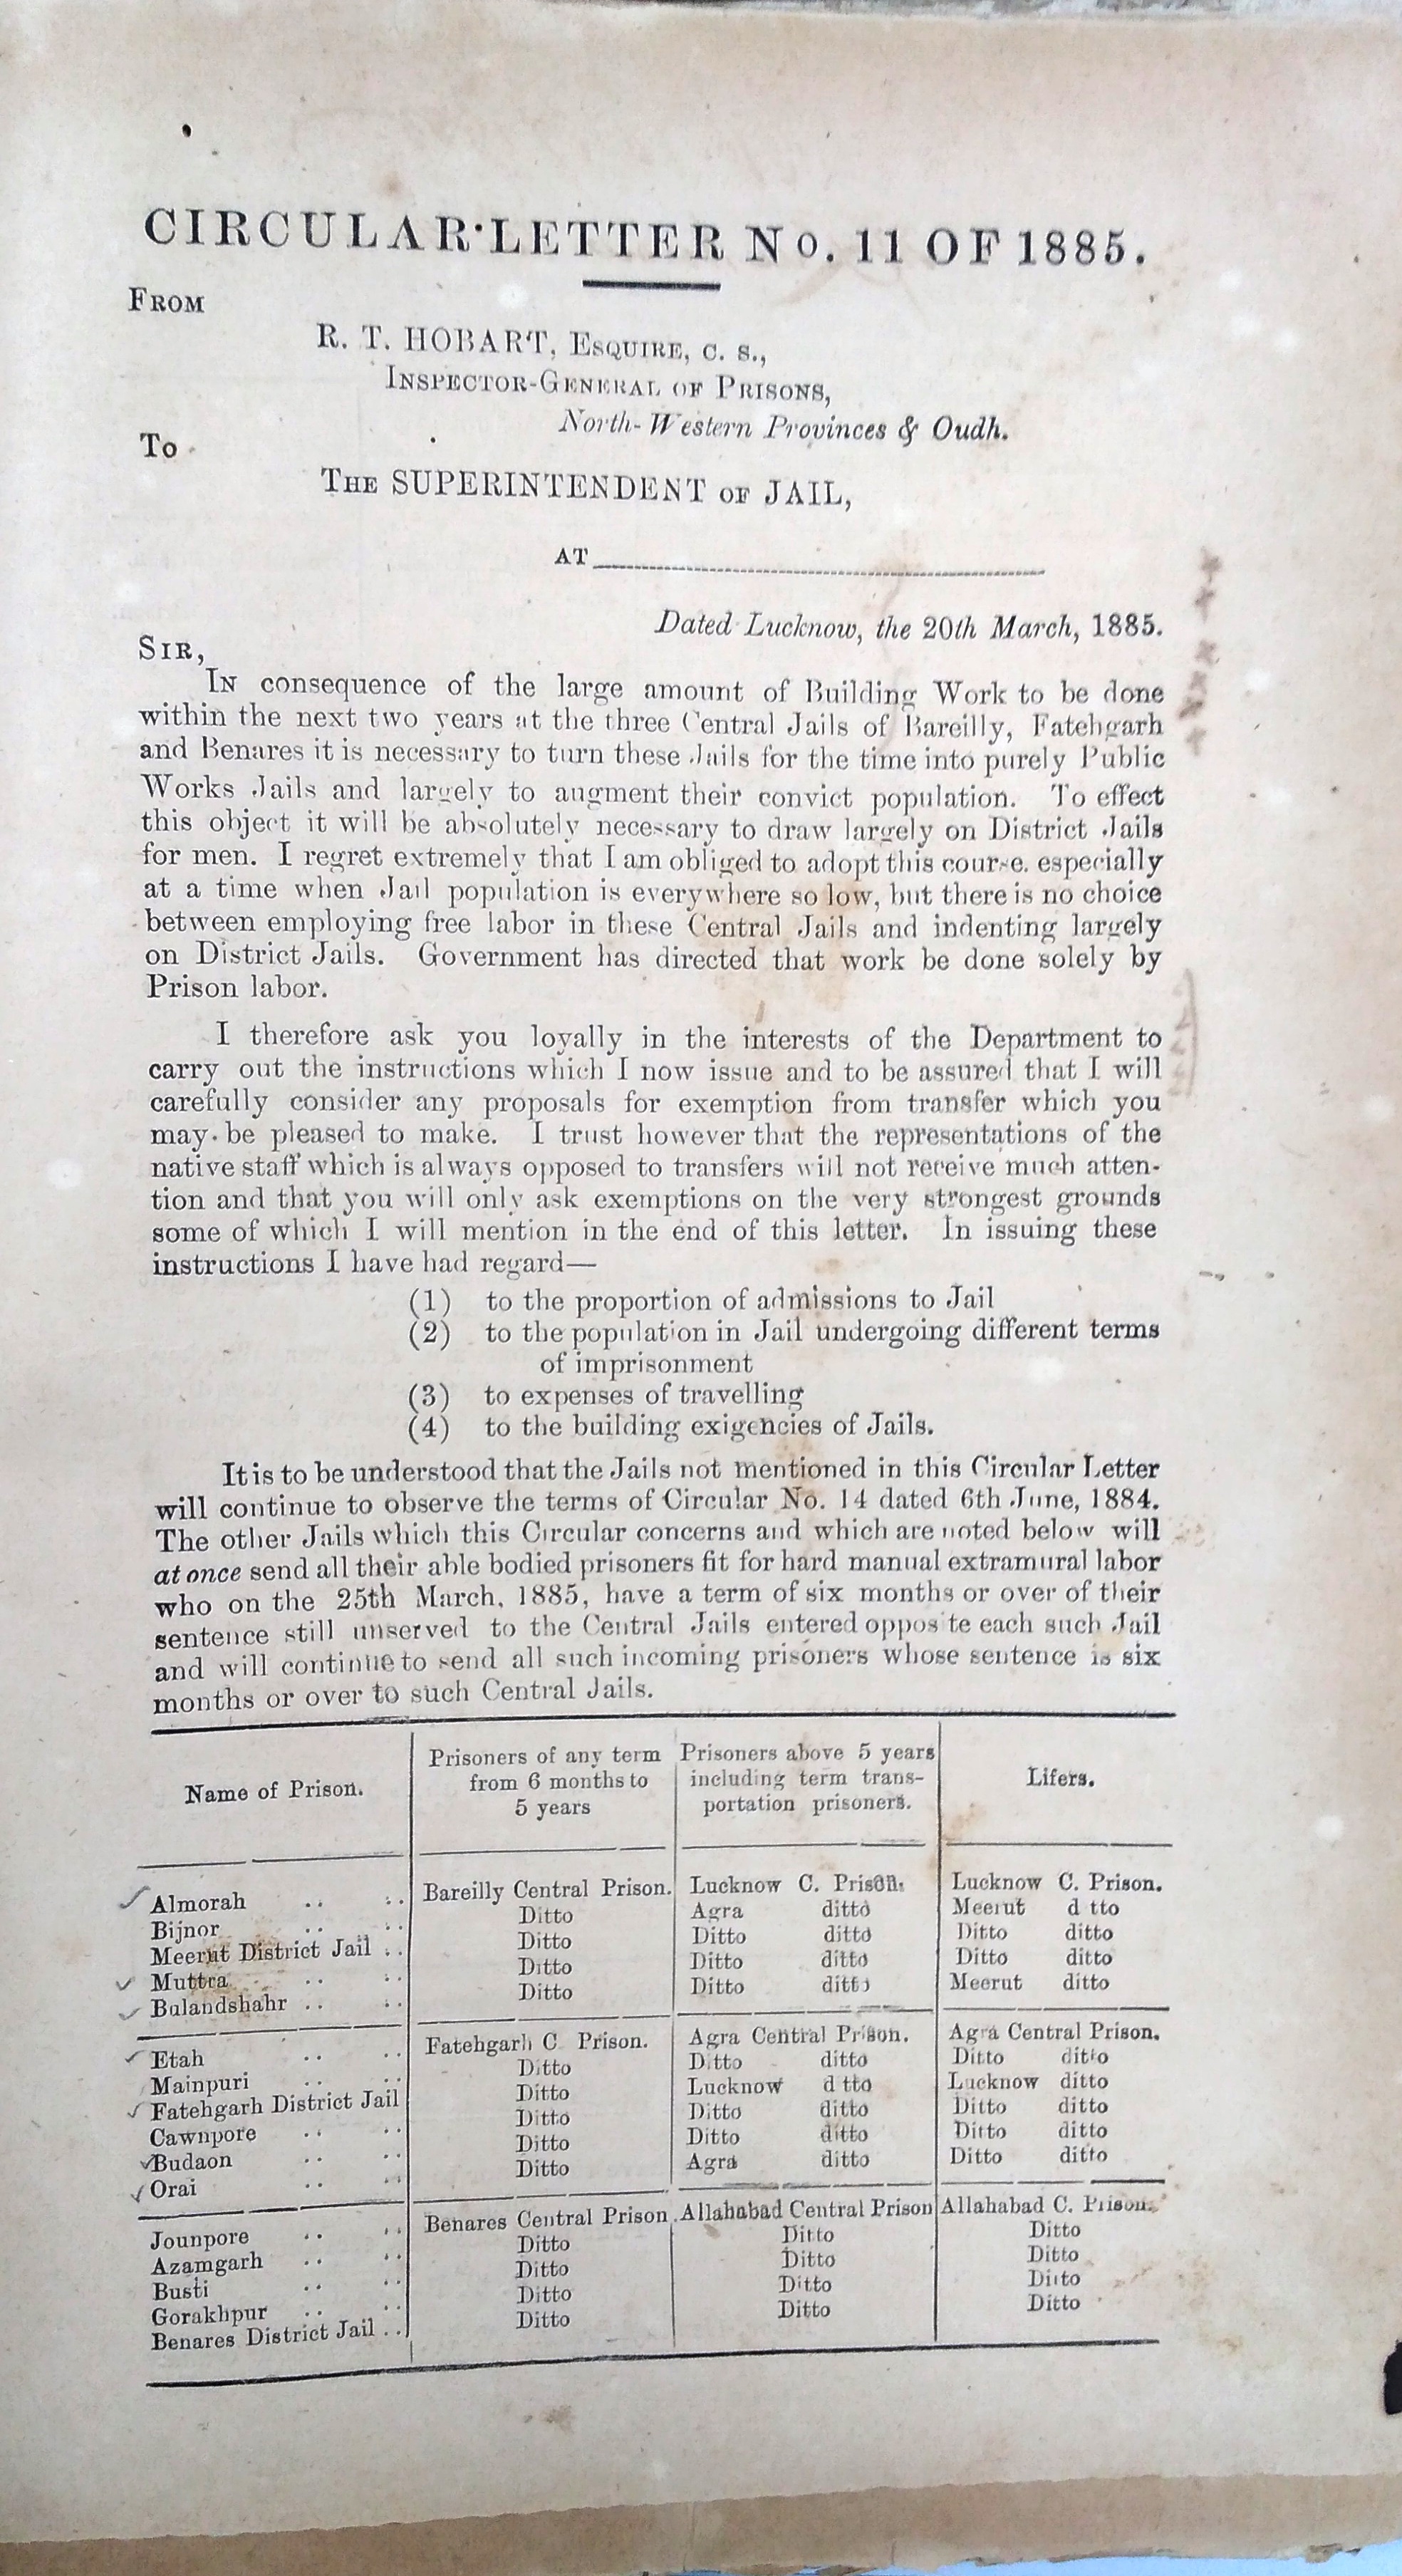 CIRCULAR LETTER No. 11 OF 1885.
FROM
R. T. HOBART, ESQUIRE, C. S.,
INSPECTOR-GENERAL OF PRISONS,
North-Western Provinces & Oudh.
To
THE SUPERINTENDENT OF JAIL,
AT
Dated Lucknow, the 20th March, 1885.
SIR,
IN consequence of the large amount of Building Work to be done
within the next two years at the three Central Jails of Bareilly, Fatehgarh
and Benares it is necessary to turn these Jails for the time into purely Public
Works Jails and largely to augment their convict population. To effect
this object it will be absolutely necessary to draw largely on District Jails
for men. I regret extremely that I am obliged to adopt this course. especially
at a time when Jail population is everywhere so low, but there is no choice
between employing free labor in these Central Jails and indenting largely
on District Jails. Government has directed that work be done solely by
Prison labor.
I therefore ask you loyally in the interests of the Department to
carry out the instructions which I now issue and to be assured that I will
carefully consider any proposals for exemption from transfer which you
may be pleased to make. I trust however that the representations of the
native staff which is always opposed to transfers will not receive much atten-
tion and that you will only ask exemptions on the very strongest grounds
some of which I will mention in the end of this letter. In issuing these
instructions I have had regard—
(1) to the proportion of admissions to Jail
(2) to the population in Jail undergoing different terms
of imprisonment
(3) to expenses of travelling
(4) to the building exigencies of Jails.
It is to be understood that the Jails not mentioned in this Circular Letter
will continue to observe the terms of Circular No. 14 dated 6th June, 1884.
The other Jails which this Circular concerns and which are noted below will
at once send all their able bodied prisoners fit for hard manual extramural labor
who on the 25th March, 1885, have a term of six months or over of their
sentence still unserved to the Central Jails entered opposite each such Jail
and will continue to send all such incoming prisoners whose sentence is six
months or over to such Central Jails.
Name of Prison. Prisoners of any term from 6 months to 5 years Prisoners above 5 years including term trans-portation prisoners. Lifers.
Almorah .. .. Bareilly Central Prison. Lucknow C. Prison. Lucknow C. Prison.
Bijnor .. .. Ditto Agra ditto Meerut ditto
Meerut District Jail .. Ditto Ditto ditto Ditto ditto
Muttra .. .. Ditto Ditto ditto Ditto ditto
Bulandshahr .. .. Ditto Ditto ditto Meerut ditto
Etah .. .. Fatehgarh C. Prison. Agra Central Prison. Agra Central Prison.
Mainpuri .. .. Ditto Ditto ditto Ditto ditto
Fatehgarh District Jail Ditto Lucknow ditto Lucknow ditto
Cawnpore .. .. Ditto Ditto ditto Ditto ditto
Budaon .. .. Ditto Ditto ditto Ditto ditto
Orai .. .. Ditto Agra ditto Ditto ditto
Jounpore .. .. Benares Central Prison. Allahabad Central Prison Allahabad C. Prison.
Azamgarh .. .. Ditto Ditto Ditto
Busti .. .. Ditto Ditto Ditto
Gorakhpur .. .. Ditto Ditto Ditto
Benares District Jail .. Ditto Ditto Ditto